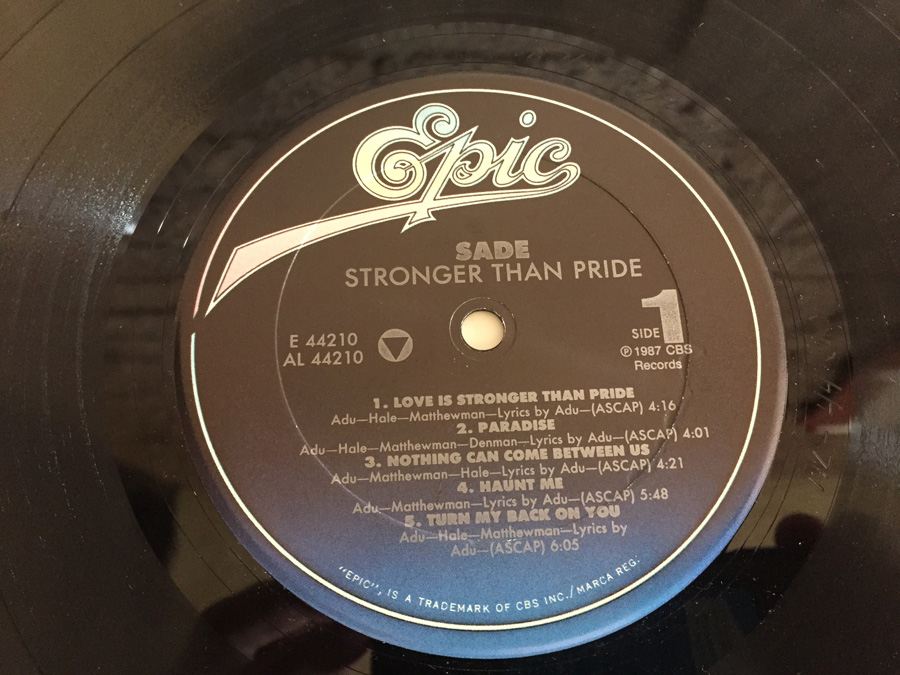 Epic
SADE
STRONGER THAN PRIDE
E 44210
AL 44210
SIDE 1
℗ 1987 CBS
Records
1. LOVE IS STRONGER THAN PRIDE
Adu—Hale—Matthewman—Lyrics by Adu—(ASCAP) 4:16
2. PARADISE
Adu—Hale—Matthewman—Denman—Lyrics by Adu—(ASCAP) 4:01
3. NOTHING CAN COME BETWEEN US
Adu—Matthewman—Hale—Lyrics by Adu—(ASCAP) 4:21
4. HAUNT ME
Adu—Matthewman—Lyrics by Adu—(ASCAP) 5:48
5. TURN MY BACK ON YOU
Adu—Hale—Matthewman—Lyrics by
Adu—(ASCAP) 6:05
"EPIC", IS A TRADEMARK OF CBS INC./MARCA REG.